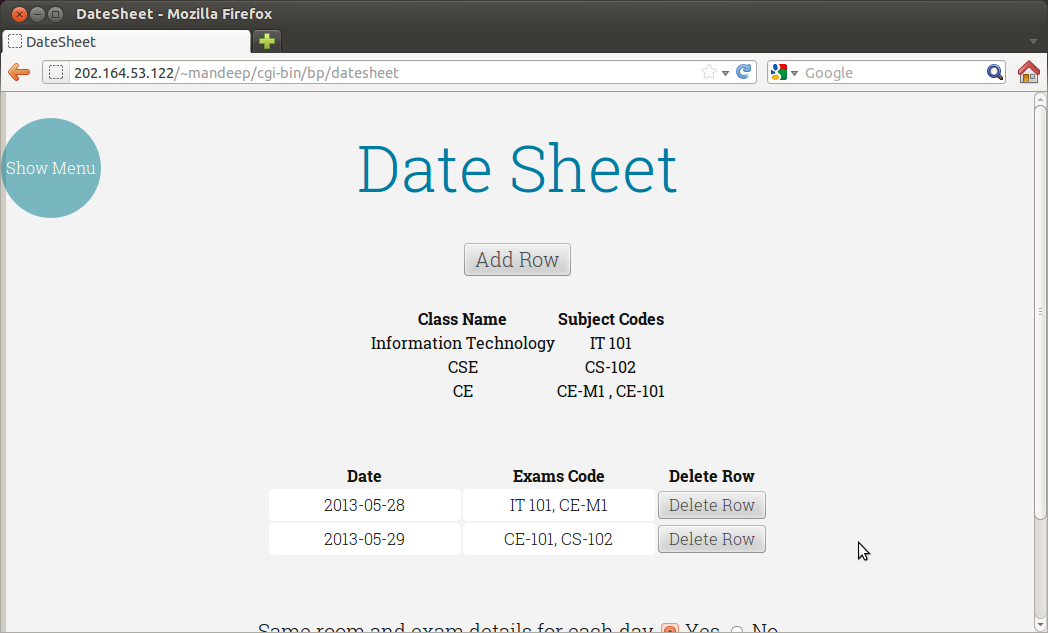 DateSheet - Mozilla Firefox
DateSheet
202.164.53.122/~mandeep/cgi-bin/bp/datesheet Google
Show Menu
Date Sheet
Add Row
Class Name Subject Codes
Information Technology IT 101
CSE CS-102
CE CE-M1 , CE-101
Date Exams Code Delete Row
2013-05-28 IT 101, CE-M1 Delete Row
2013-05-29 CE-101, CS-102 Delete Row
Same room and exam details for each day Yes No